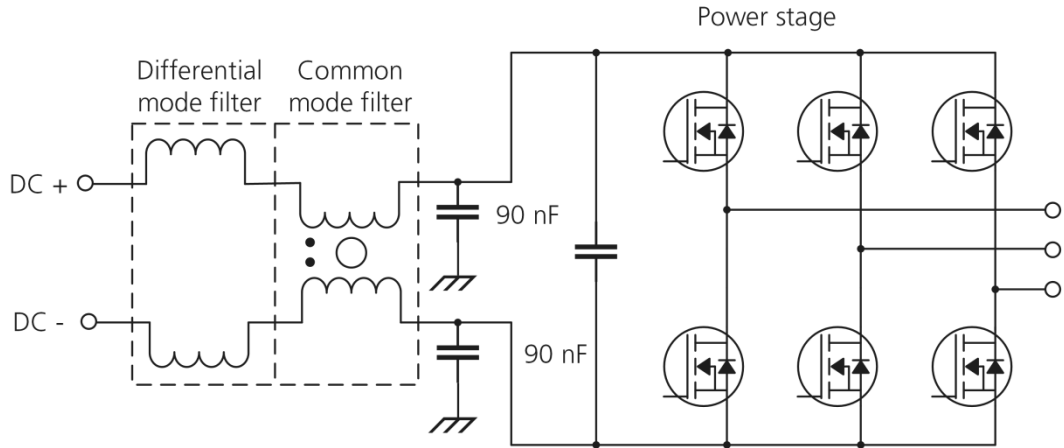 Power stage
Differential
mode filter
Common
mode filter
DC +
90 nF
DC -
90 nF